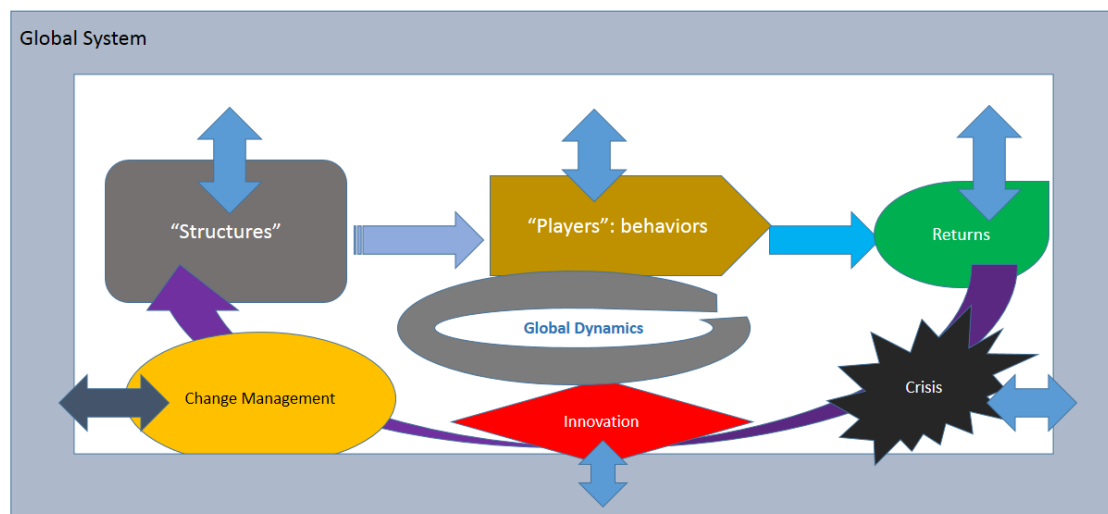 Global System
“Structures”
“Players”: behaviors
Returns
Global Dynamics
Change Management
Innovation
Crisis